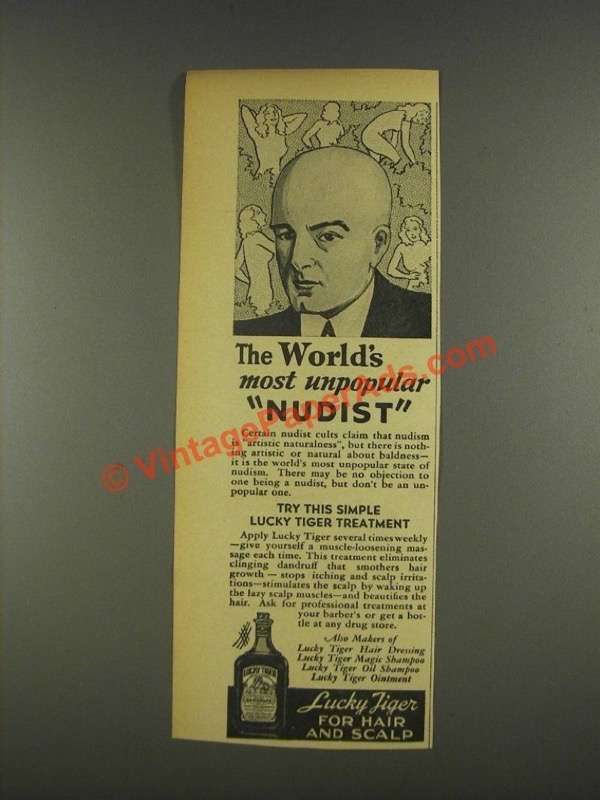 The World's
most unpopular
"NUDIST"
Certain nudist cults claim that nudism
is "artistic naturalness", but there is noth-
ing artistic or natural about baldness—
it is the world's most unpopular state of
nudism. There may be no objection to
one being a nudist, but don't be an un-
popular one.
TRY THIS SIMPLE
LUCKY TIGER TREATMENT
Apply Lucky Tiger several times weekly
—give yourself a muscle-loosening mas-
sage each time. This treatment eliminates
clinging dandruff that smothers hair
growth — stops itching and scalp irrita-
tions—stimulates the scalp by waking up
the lazy scalp muscles—and beautifies the
hair. Ask for professional treatments at
your barber's or get a bot-
tle at any drug store.
Also Makers of
Lucky Tiger Hair Dressing
Lucky Tiger Magic Shampoo
Lucky Tiger Oil Shampoo
Lucky Tiger Ointment
LUCKY TIGER
Lucky Tiger
FOR HAIR
AND SCALP
© VintagePaperAds.com